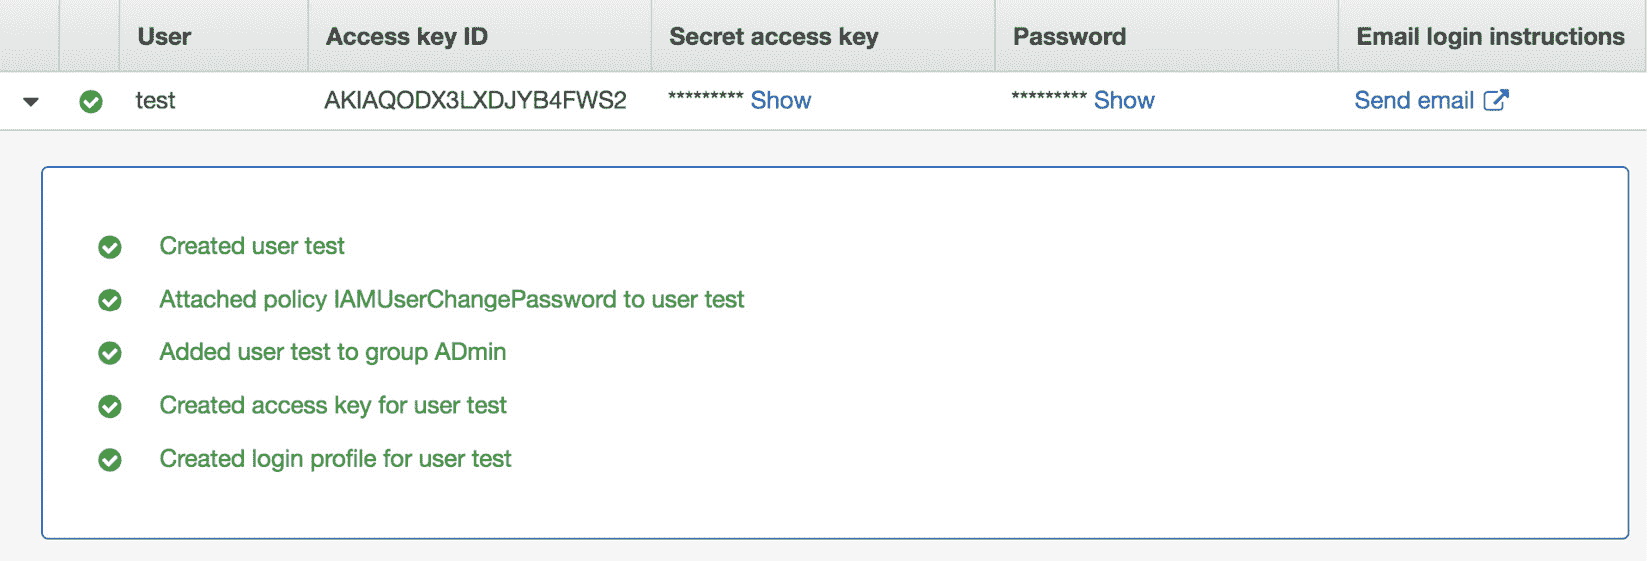 User Access key ID Secret access key Password Email login instructions
test AKIAQODX3LXDJYB4FWS2 ********* Show ********* Show Send email
Created user test
Attached policy IAMUserChangePassword to user test
Added user test to group ADmin
Created access key for user test
Created login profile for user test